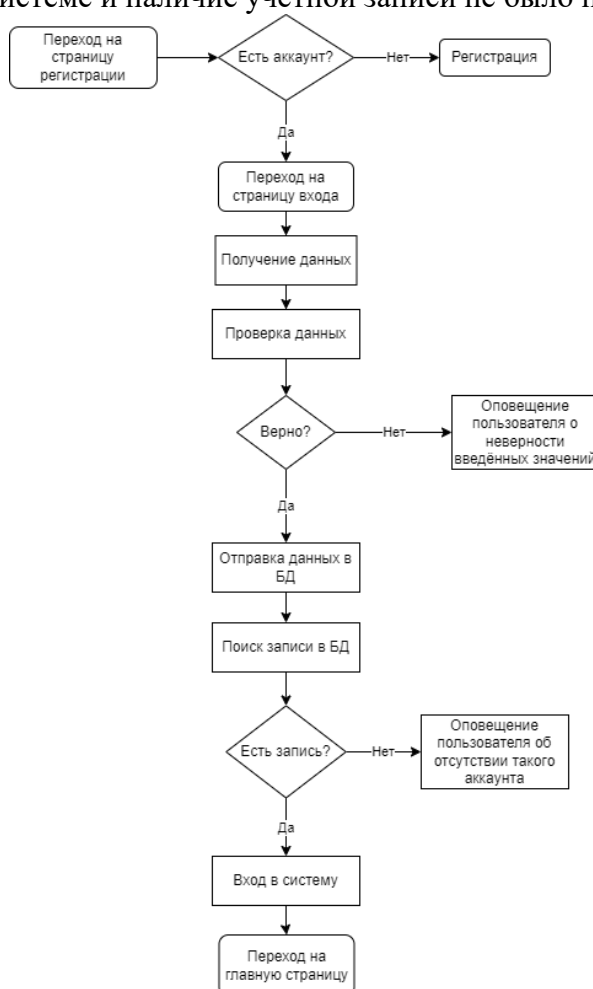 истеме и наличие учетной записи не было п
Переход на
страницу
регистрации
Есть аккаунт?
Нет
Регистрация
Да
Переход на
страницу входа
Получение данных
Проверка данных
Верно?
Нет
Оповещение
пользователя о
неверности
введённых значений
Да
Отправка данных в
БД
Поиск записи в БД
Есть запись?
Нет
Оповещение
пользователя об
отсутствии такого
аккаунта
Да
Вход в систему
Переход на
главную страницу